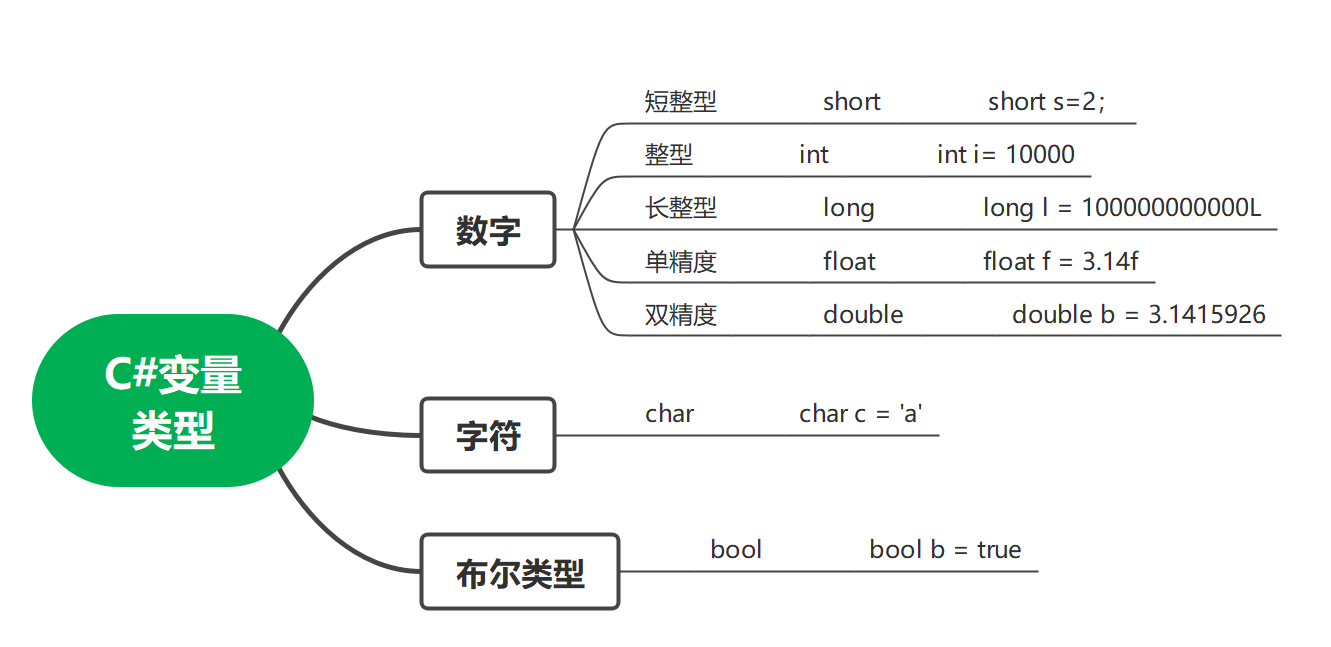 C#变量
类型
数字
短整型 short short s=2；
整型 int int i= 10000
长整型 long long l = 100000000000L
单精度 float float f = 3.14f
双精度 double double b = 3.1415926
字符
char char c = 'a'
布尔类型
bool bool b = true